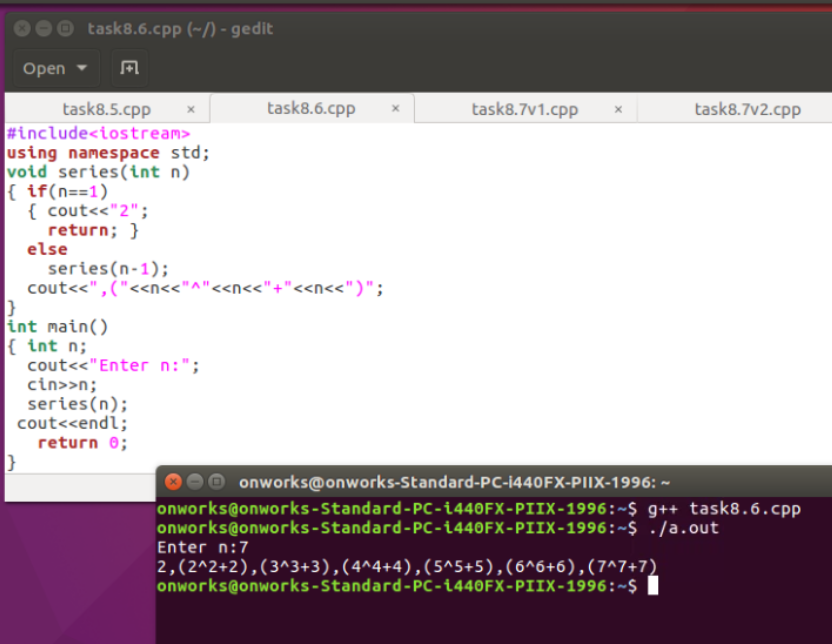 task8.6.cpp (~/) - gedit
Open
task8.5.cpp × task8.6.cpp × task8.7v1.cpp × task8.7v2.cpp
#include<iostream>
using namespace std;
void series(int n)
{ if(n==1)
  { cout<<"2";
    return; }
  else
    series(n-1);
  cout<<",("<<n<<"^"<<n<<"+"<<n<<")";
}
int main()
{ int n;
  cout<<"Enter n:";
  cin>>n;
  series(n);
 cout<<endl;
   return 0;
}
onworks@onworks-Standard-PC-i440FX-PIIX-1996: ~
onworks@onworks-Standard-PC-i440FX-PIIX-1996:~$ g++ task8.6.cpp
onworks@onworks-Standard-PC-i440FX-PIIX-1996:~$ ./a.out
Enter n:7
2,(2^2+2),(3^3+3),(4^4+4),(5^5+5),(6^6+6),(7^7+7)
onworks@onworks-Standard-PC-i440FX-PIIX-1996:~$